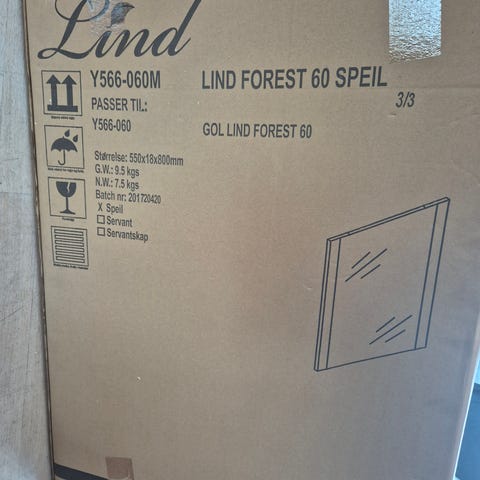 Lind
Y566-060M LIND FOREST 60 SPEIL
3/3
PASSER TIL:
Y566-060 GOL LIND FOREST 60
Størrelse: 550x18x800mm
G.W.: 9.5 kgs
N.W.: 7.5 kgs
Batch nr: 201720420
X Speil
Servant
Servantskap